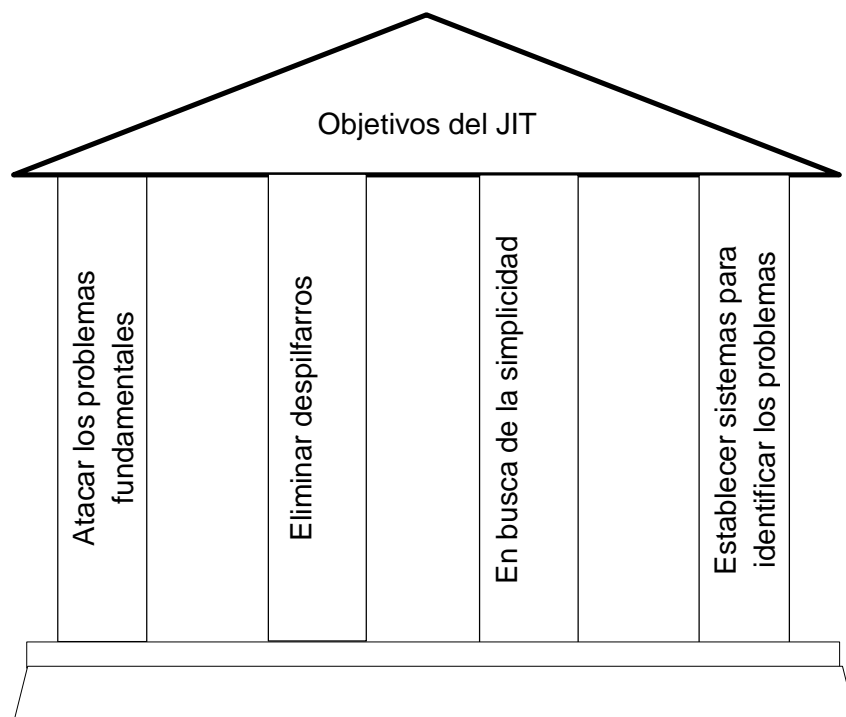 Objetivos del JIT
Atacar los problemas
fundamentales
Eliminar despilfarros
En busca de la simplicidad
Establecer sistemas para
identificar los problemas